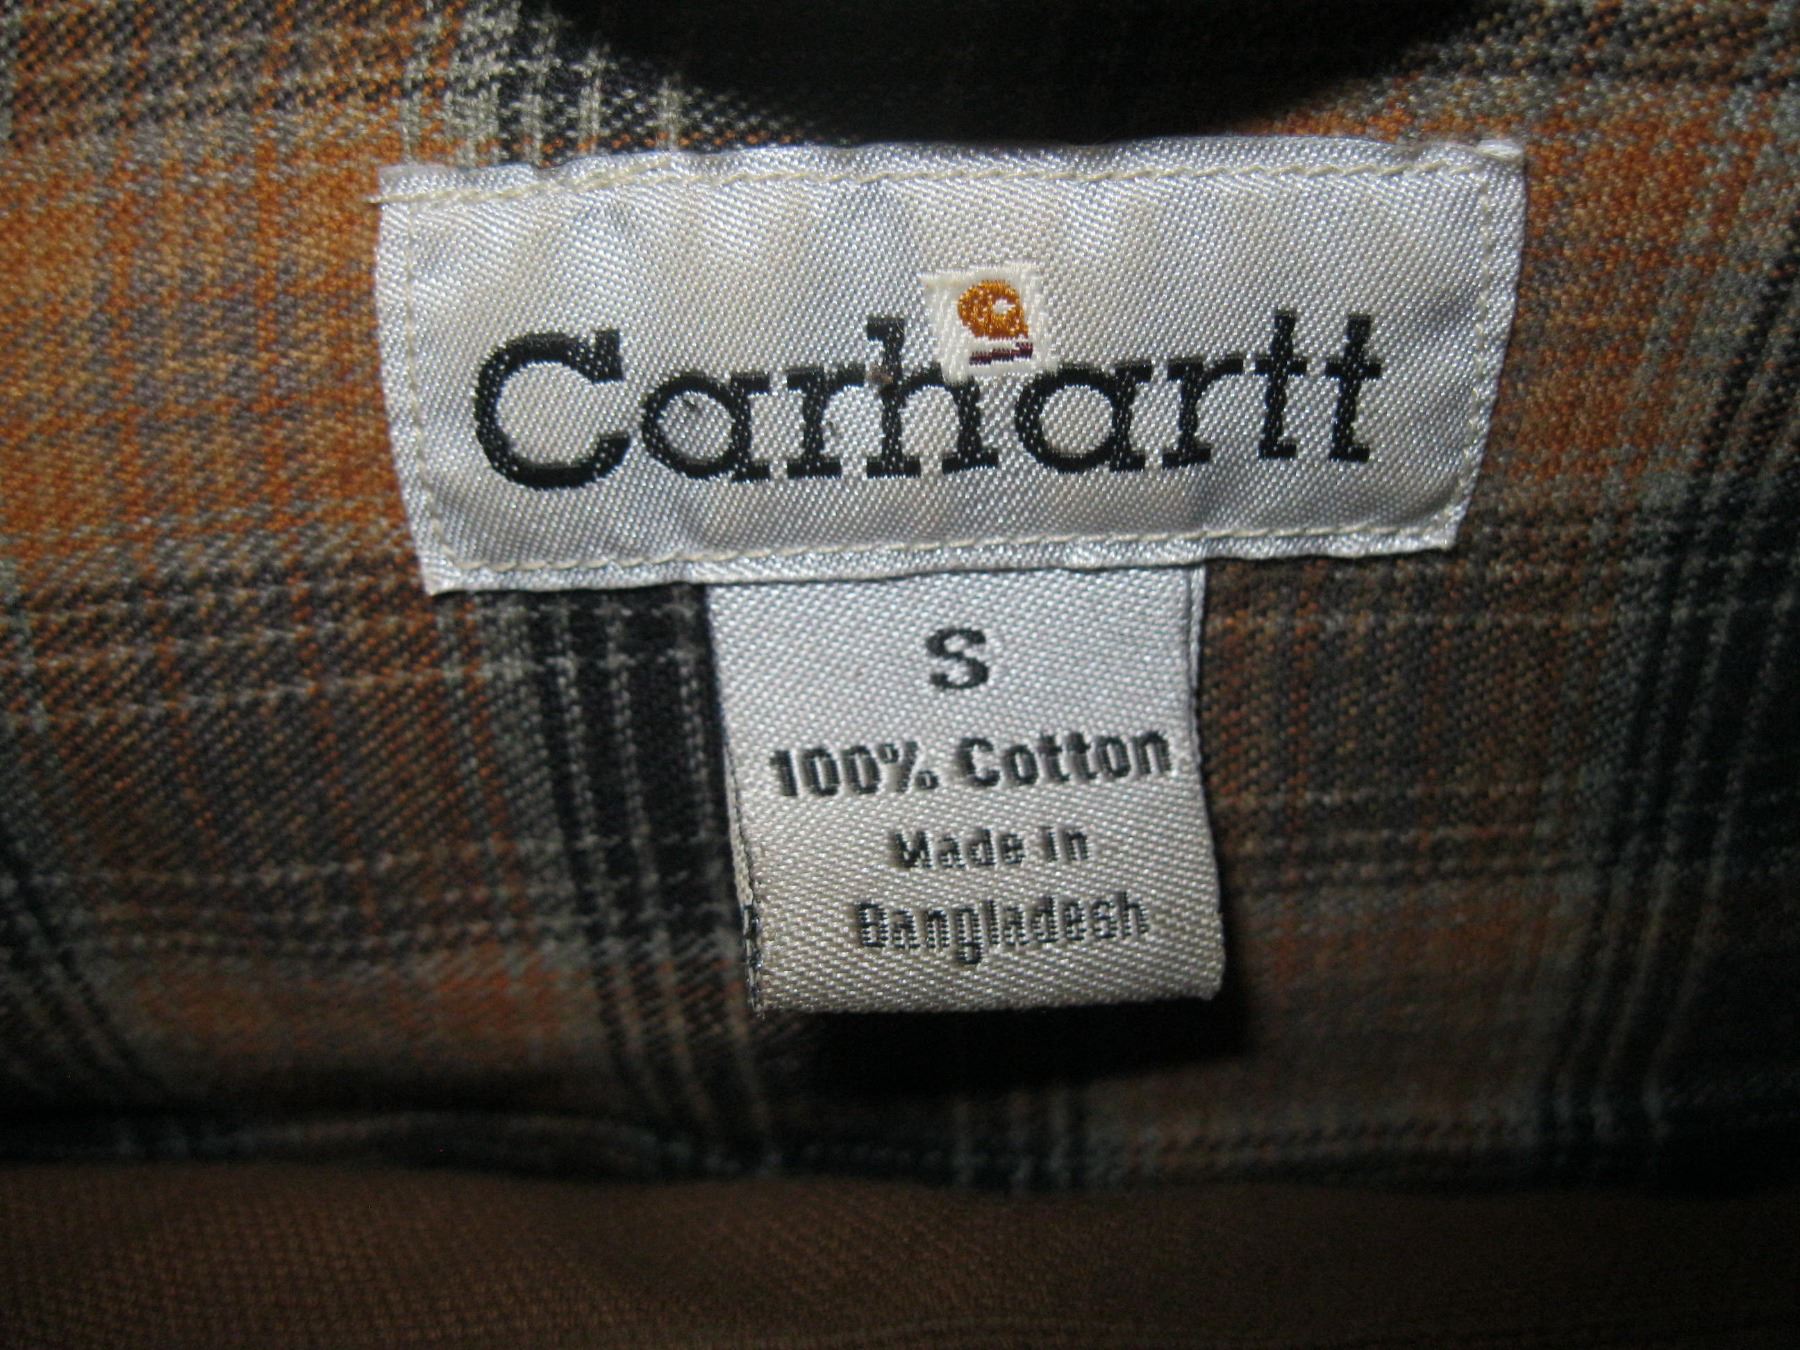 Carhartt
S
100% Cotton
Made in
Bangladesh